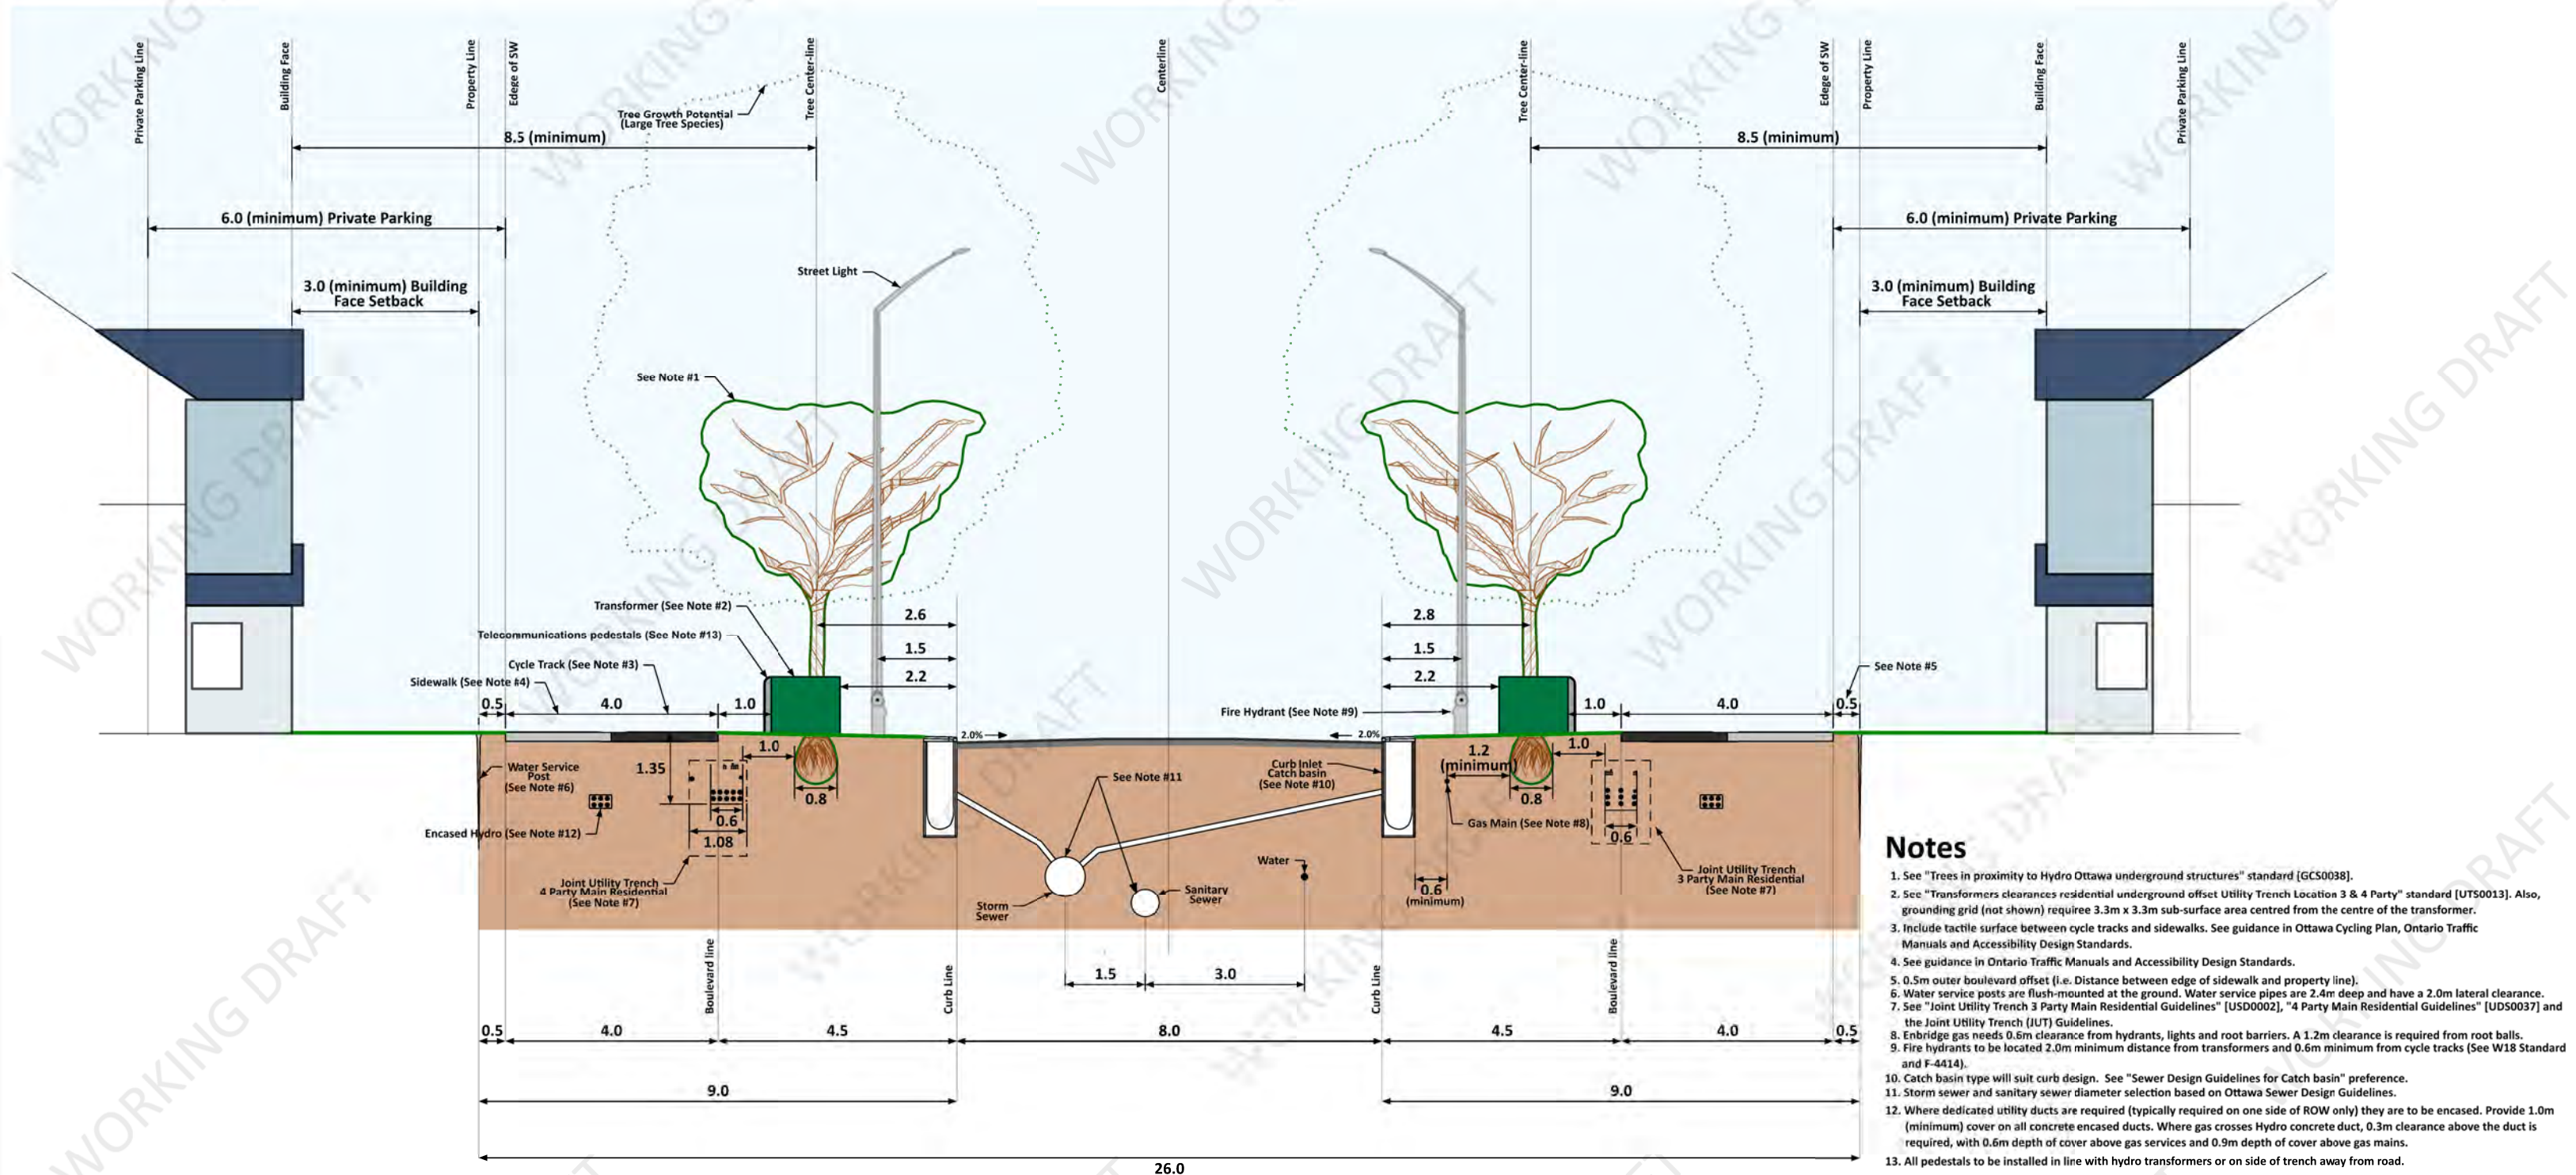 Private Parking Line
Building Face
Property Line
Edege of SW
Tree Center-line
Centerline
Tree Center-line
Edege of SW
Property Line
Building Face
Private Parking Line
Tree Growth Potential
(Large Tree Species)
8.5 (minimum)
8.5 (minimum)
6.0 (minimum) Private Parking
6.0 (minimum) Private Parking
Street Light
3.0 (minimum) Building
Face Setback
3.0 (minimum) Building
Face Setback
See Note #1
Transformer (See Note #2)
2.6
2.8
Telecommunications pedestals (See Note #13)
1.5
1.5
Cycle Track (See Note #3)
See Note #5
Sidewalk (See Note #4)
2.2
2.2
0.5
4.0
1.0
Fire Hydrant (See Note #9)
1.0
4.0
0.5
2.0%
2.0%
1.0
1.2
(minimum)
1.0
Water Service
Post
(See Note #6)
1.35
See Note #11
Curb Inlet
Catch basin
(See Note #10)
0.8
0.8
0.6
Encased Hydro (See Note #12)
1.08
Gas Main (See Note #8)
0.6
Joint Utility Trench
4 Party Main Residential
(See Note #7)
Water
Joint Utility Trench
3 Party Main Residential
(See Note #7)
Storm
Sewer
Sanitary
Sewer
0.6
(minimum)
Boulevard line
Curb Line
1.5
3.0
Curb Line
Boulevard line
0.5
4.0
4.5
8.0
4.5
4.0
0.5
9.0
9.0
26.0
Notes
1. See "Trees in proximity to Hydro Ottawa underground structures" standard [GCS0038].
2. See "Transformers clearances residential underground offset Utility Trench Location 3 & 4 Party" standard [UTS0013]. Also,
grounding grid (not shown) requiree 3.3m x 3.3m sub-surface area centred from the centre of the transformer.
3. Include tactile surface between cycle tracks and sidewalks. See guidance in Ottawa Cycling Plan, Ontario Traffic
Manuals and Accessibility Design Standards.
4. See guidance in Ontario Traffic Manuals and Accessibility Design Standards.
5. 0.5m outer boulevard offset (i.e. Distance between edge of sidewalk and property line).
6. Water service posts are flush-mounted at the ground. Water service pipes are 2.4m deep and have a 2.0m lateral clearance.
7. See "Joint Utility Trench 3 Party Main Residential Guidelines" [USD0002], "4 Party Main Residential Guidelines" [UDS0037] and
the Joint Utility Trench (JUT) Guidelines.
8. Enbridge gas needs 0.6m clearance from hydrants, lights and root barriers. A 1.2m clearance is required from root balls.
9. Fire hydrants to be located 2.0m minimum distance from transformers and 0.6m minimum from cycle tracks (See W18 Standard
and F-4414).
10. Catch basin type will suit curb design. See "Sewer Design Guidelines for Catch basin" preference.
11. Storm sewer and sanitary sewer diameter selection based on Ottawa Sewer Design Guidelines.
12. Where dedicated utility ducts are required (typically required on one side of ROW only) they are to be encased. Provide 1.0m
(minimum) cover on all concrete encased ducts. Where gas crosses Hydro concrete duct, 0.3m clearance above the duct is
required, with 0.6m depth of cover above gas services and 0.9m depth of cover above gas mains.
13. All pedestals to be installed in line with hydro transformers or on side of trench away from road.
WORKING DRAFT